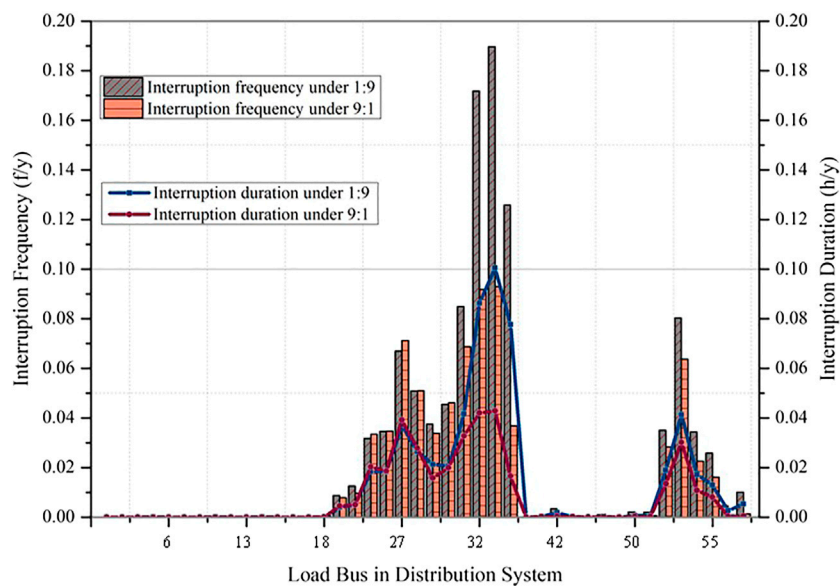 Interruption frequency under 1:9
Interruption frequency under 9:1
Interruption duration under 1:9
Interruption duration under 9:1
Interruption Frequency (f/y)
0.20
0.18
0.16
0.14
0.12
0.10
0.08
0.06
0.04
0.02
0.00
Interruption Duration (h/y)
0.20
0.18
0.16
0.14
0.12
0.10
0.08
0.06
0.04
0.02
0.00
6 13 18 27 32 42 50 55
Load Bus in Distribution System